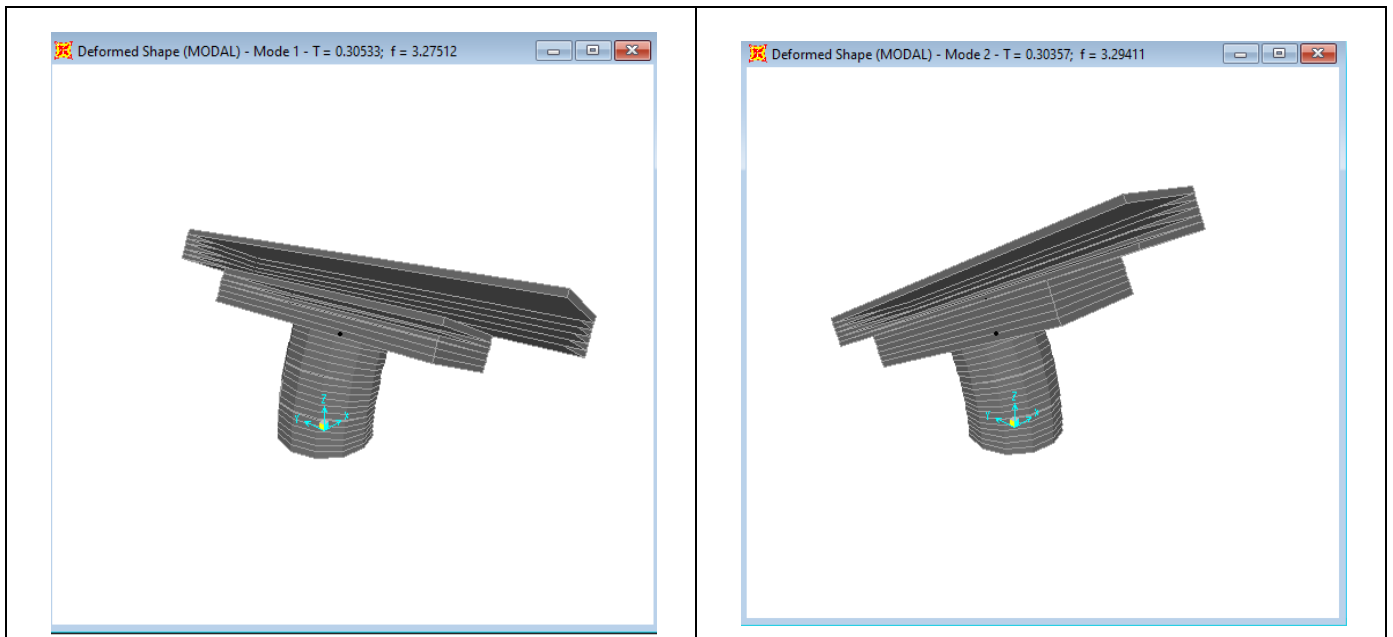 Deformed Shape (MODAL) - Mode 1 - T = 0.30533; f = 3.27512
Deformed Shape (MODAL) - Mode 2 - T = 0.30357; f = 3.29411
Z
Y
X
Z
Y
X